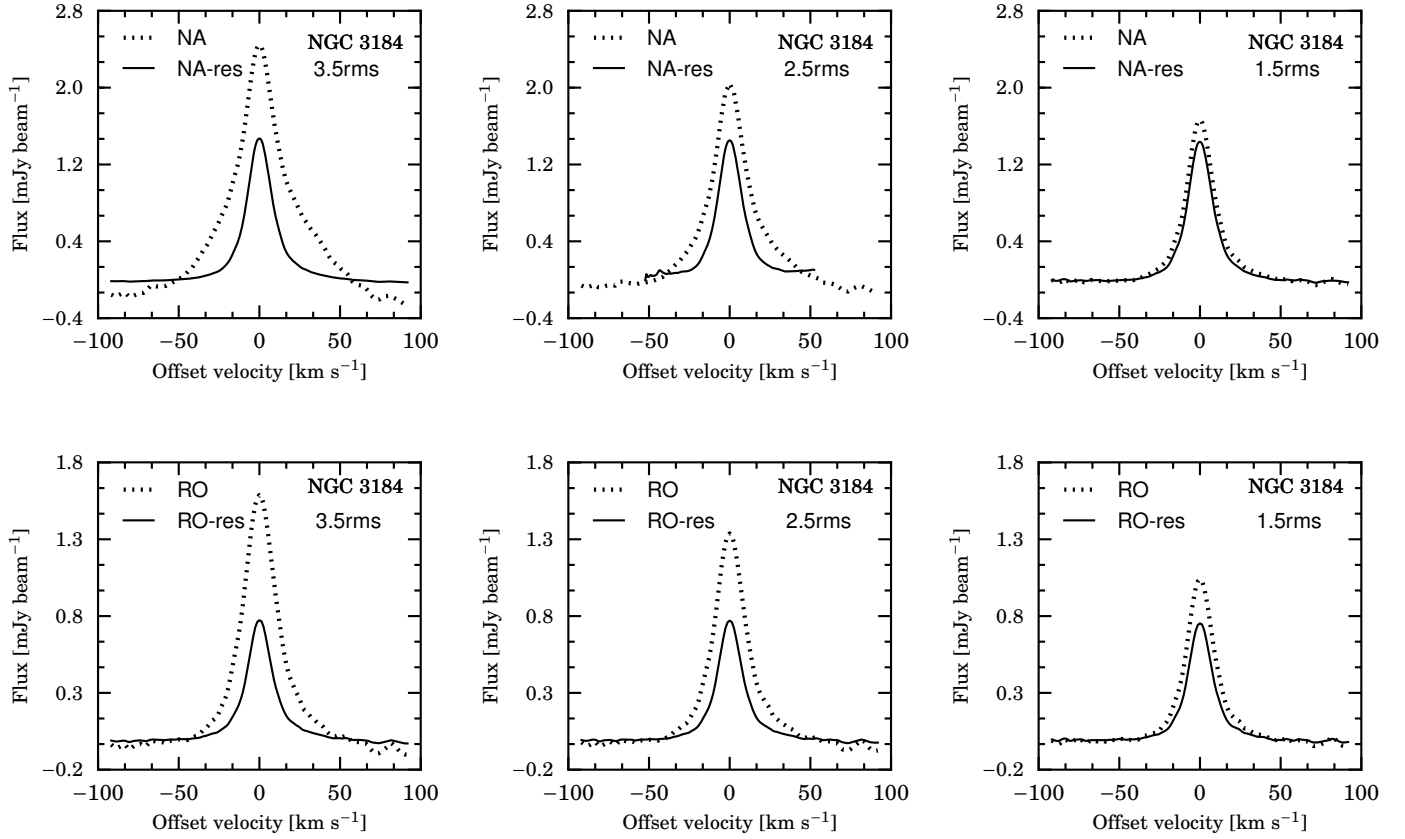 2.8
2.0
1.2
0.4
−0.4
−100 −50 0 50 100
Offset velocity [km s−1]
Flux [mJy beam−1]
NA
NA-res
NGC 3184
3.5rms
2.8
2.0
1.2
0.4
−0.4
−100 −50 0 50 100
Offset velocity [km s−1]
Flux [mJy beam−1]
NA
NA-res
NGC 3184
2.5rms
2.8
2.0
1.2
0.4
−0.4
−100 −50 0 50 100
Offset velocity [km s−1]
Flux [mJy beam−1]
NA
NA-res
NGC 3184
1.5rms
1.8
1.3
0.8
0.3
−0.2
−100 −50 0 50 100
Offset velocity [km s−1]
Flux [mJy beam−1]
RO
RO-res
NGC 3184
3.5rms
1.8
1.3
0.8
0.3
−0.2
−100 −50 0 50 100
Offset velocity [km s−1]
Flux [mJy beam−1]
RO
RO-res
NGC 3184
2.5rms
1.8
1.3
0.8
0.3
−0.2
−100 −50 0 50 100
Offset velocity [km s−1]
Flux [mJy beam−1]
RO
RO-res
NGC 3184
1.5rms